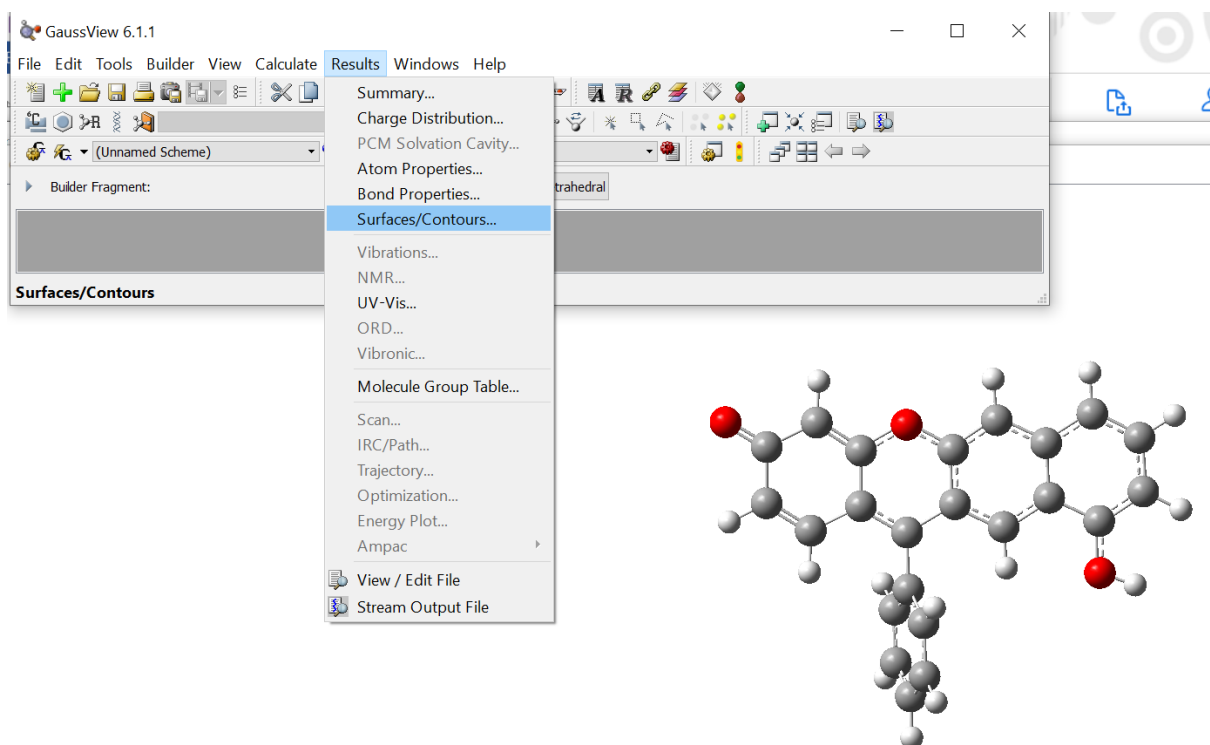 GaussView 6.1.1
File Edit Tools Builder View Calculate Results Windows Help
(Unnamed Scheme)
Builder Fragment:
trahedral
Surfaces/Contours
Summary...
Charge Distribution...
PCM Solvation Cavity...
Atom Properties...
Bond Properties...
Surfaces/Contours...
Vibrations...
NMR...
UV-Vis...
ORD...
Vibronic...
Molecule Group Table...
Scan...
IRC/Path...
Trajectory...
Optimization...
Energy Plot...
Ampac
View / Edit File
Stream Output File